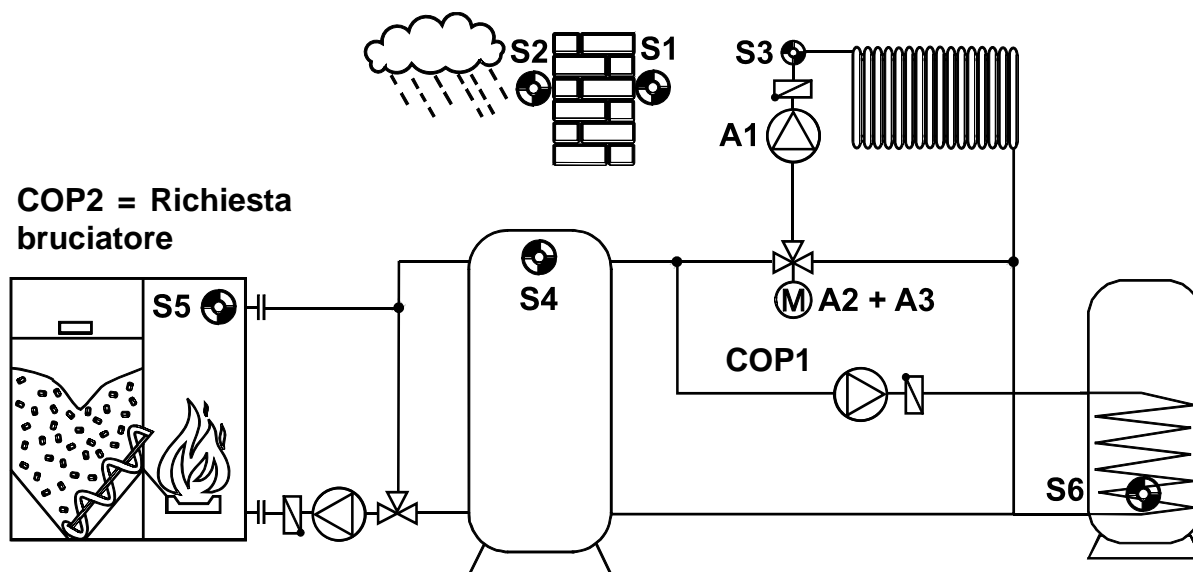 S2
S1
S3
A1
COP2 = Richiesta
bruciatore
S5
S4
M
A2 + A3
COP1
S6